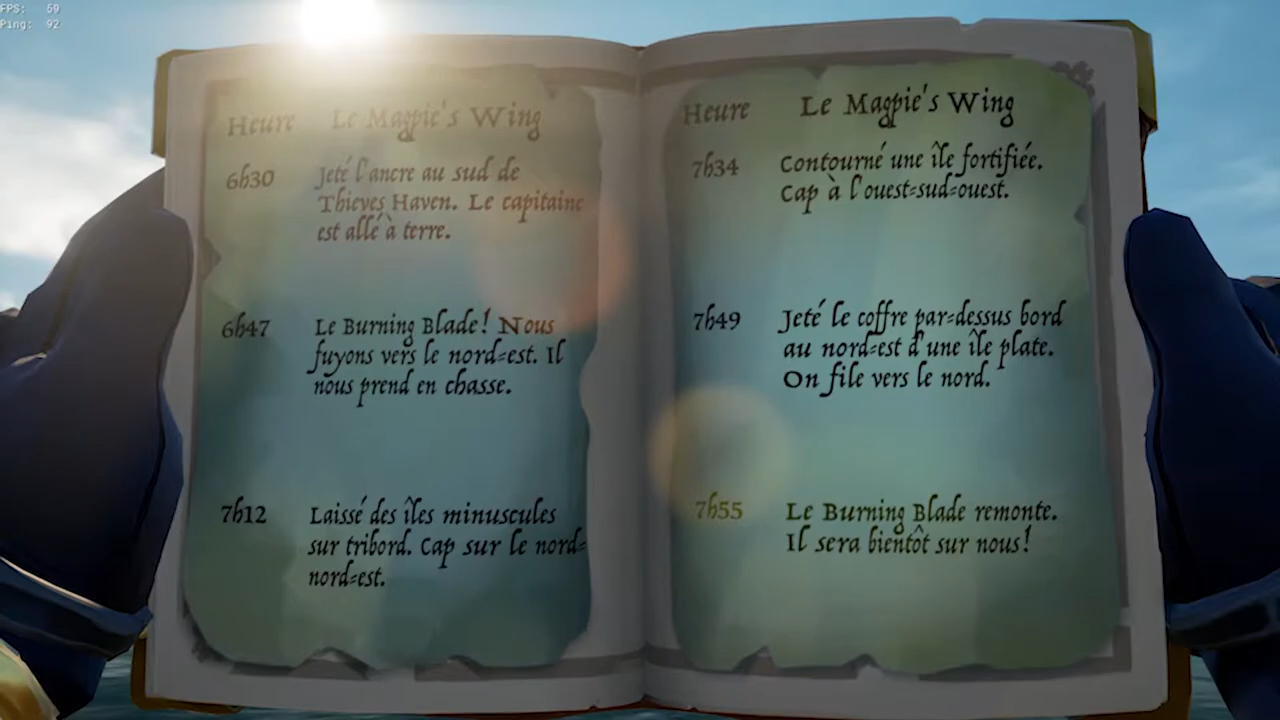 FPS: 59
Ping: 92
Heure Le Magpie's Wing
6h30 Jeté l'ancre au sud de
Thieves Haven. Le capitaine
est allé à terre.
6h47 Le Burning Blade! Nous
fuyons vers le nord-est. Il
nous prend en chasse.
7h12 Laissé des îles minuscules
sur tribord. Cap sur le nord-
nord-est.
Heure Le Magpie's Wing
7h34 Contourné une île fortifiée.
Cap à l'ouest-sud-ouest.
7h49 Jeté le coffre par-dessus bord
au nord-est d'une île plate.
On file vers le nord.
7h55 Le Burning Blade remonte.
Il sera bientôt sur nous!